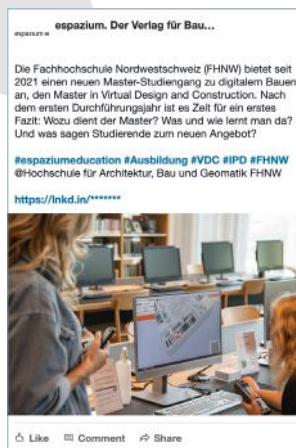 espazium. Der Verlag für Bau...
espazium
Die Fachhochschule Nordwestschweiz (FHNW) bietet seit
2021 einen neuen Master-Studiengang zu digitalem Bauen
an, den Master in Virtual Design and Construction. Nach
dem ersten Durchführungsjahr ist es Zeit für ein erstes
Fazit: Wozu dient der Master? Was und wie lernt man da?
Und was sagen Studierende zum neuen Angebot?
#espaziumeducation #Ausbildung #VDC #IPD #FHNW
@Hochschule für Architektur, Bau und Geomatik FHNW
https://lnkd.in/*******
Like Comment Share